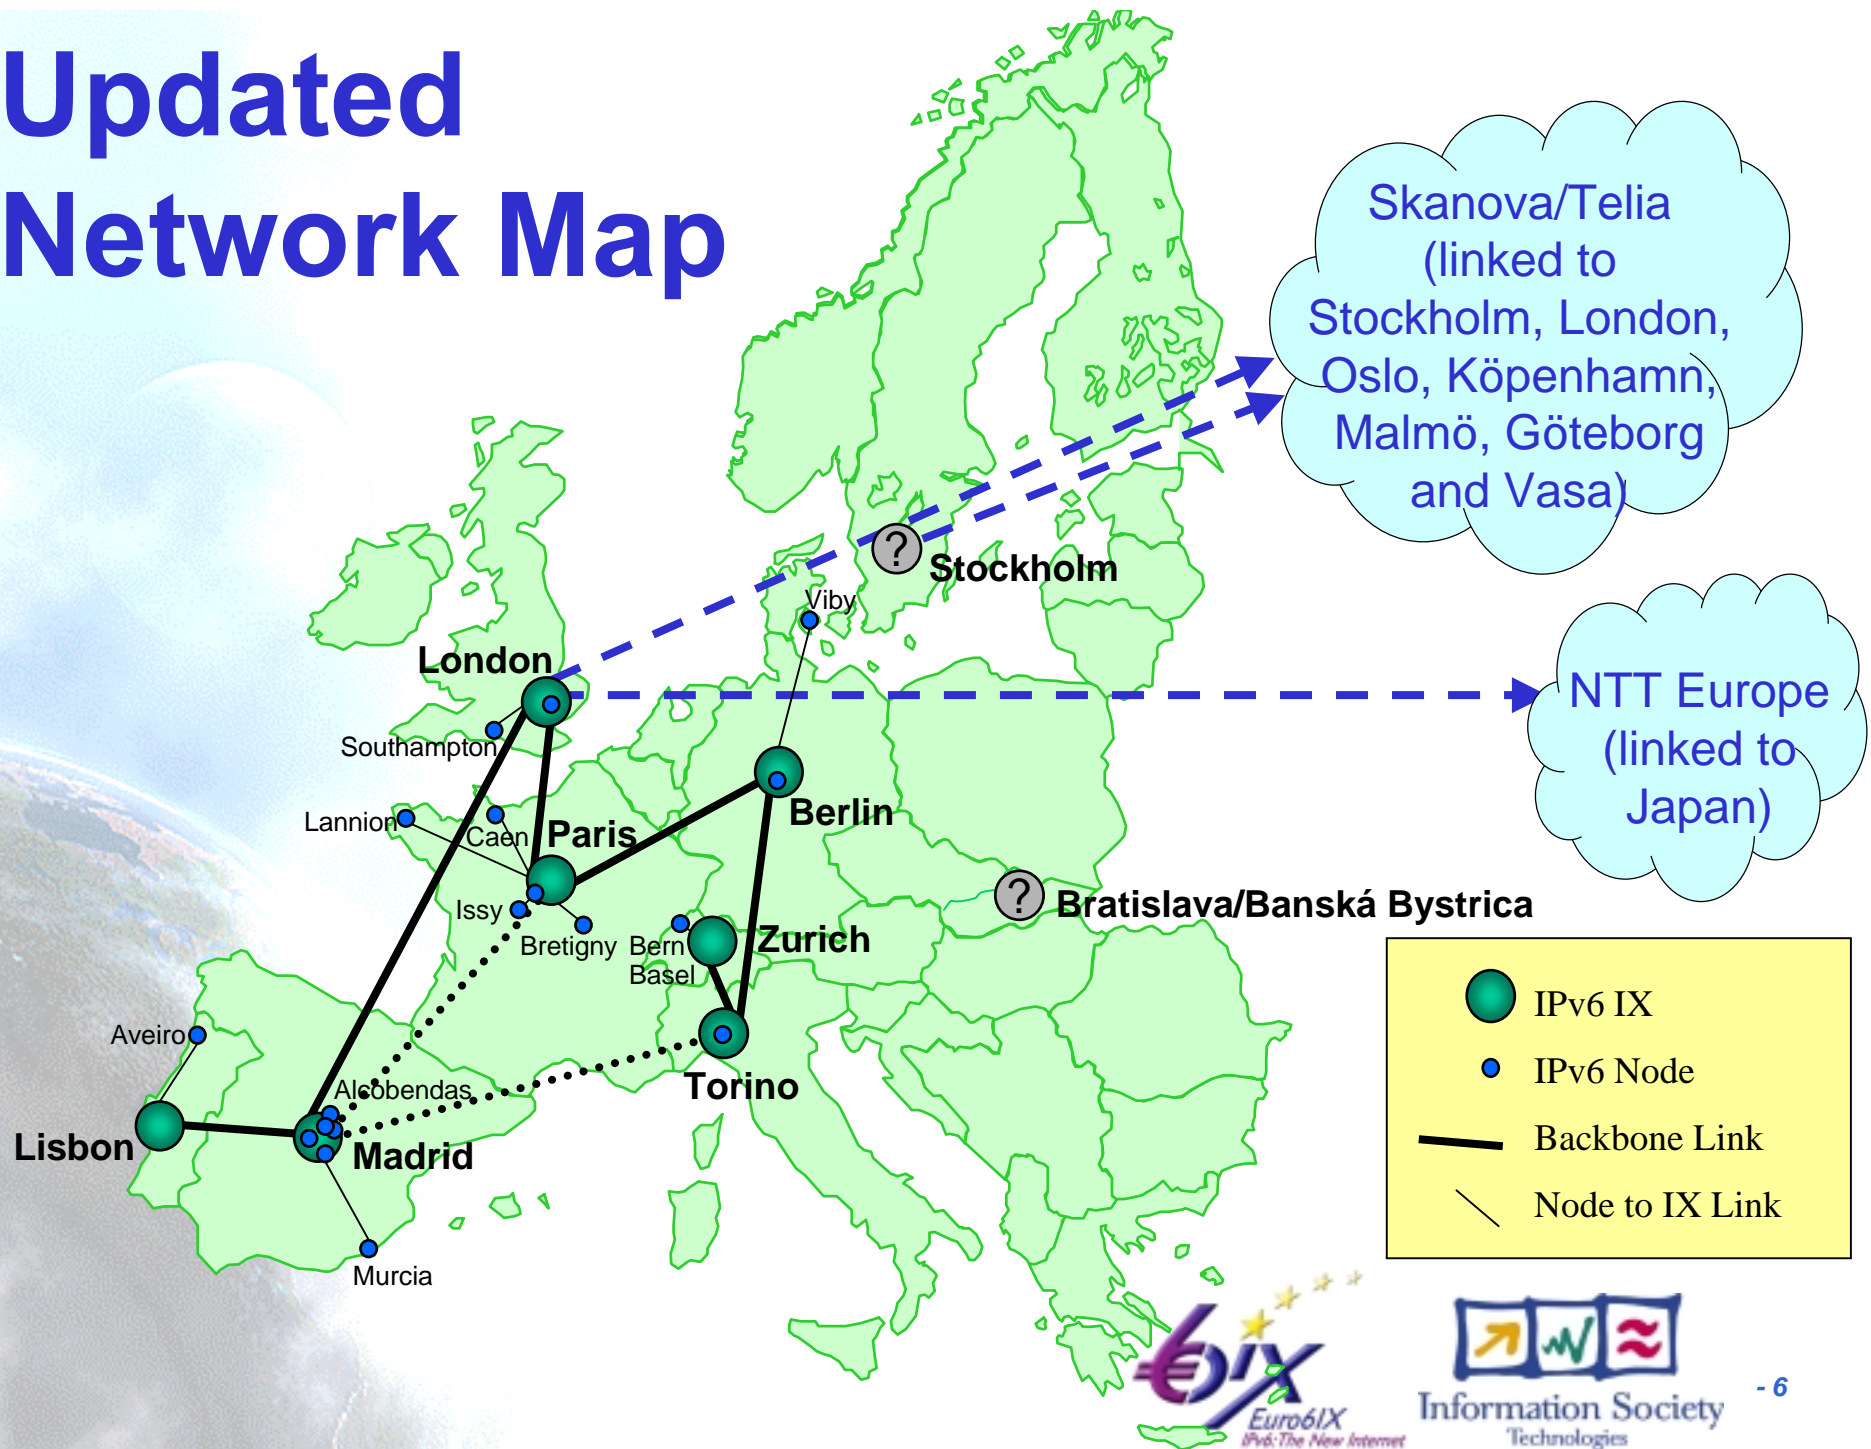 Updated
Network Map
Skanova/Telia
(linked to
Stockholm, London,
Oslo, Köpenhamn,
Malmö, Göteborg
and Vasa)
?
Stockholm
Viby
London
NTT Europe
(linked to
Japan)
Southampton
Berlin
Lannion
Caen
Paris
?
Bratislava/Banská Bystrica
Issy
Bretigny
Bern
Basel
Zurich
Aveiro
Alcobendas
Torino
Lisbon
Madrid
Murcia
IPv6 IX
IPv6 Node
Backbone Link
Node to IX Link
6IX
Euro6IX
IPv6: The New Internet
Information Society
Technologies
- 6